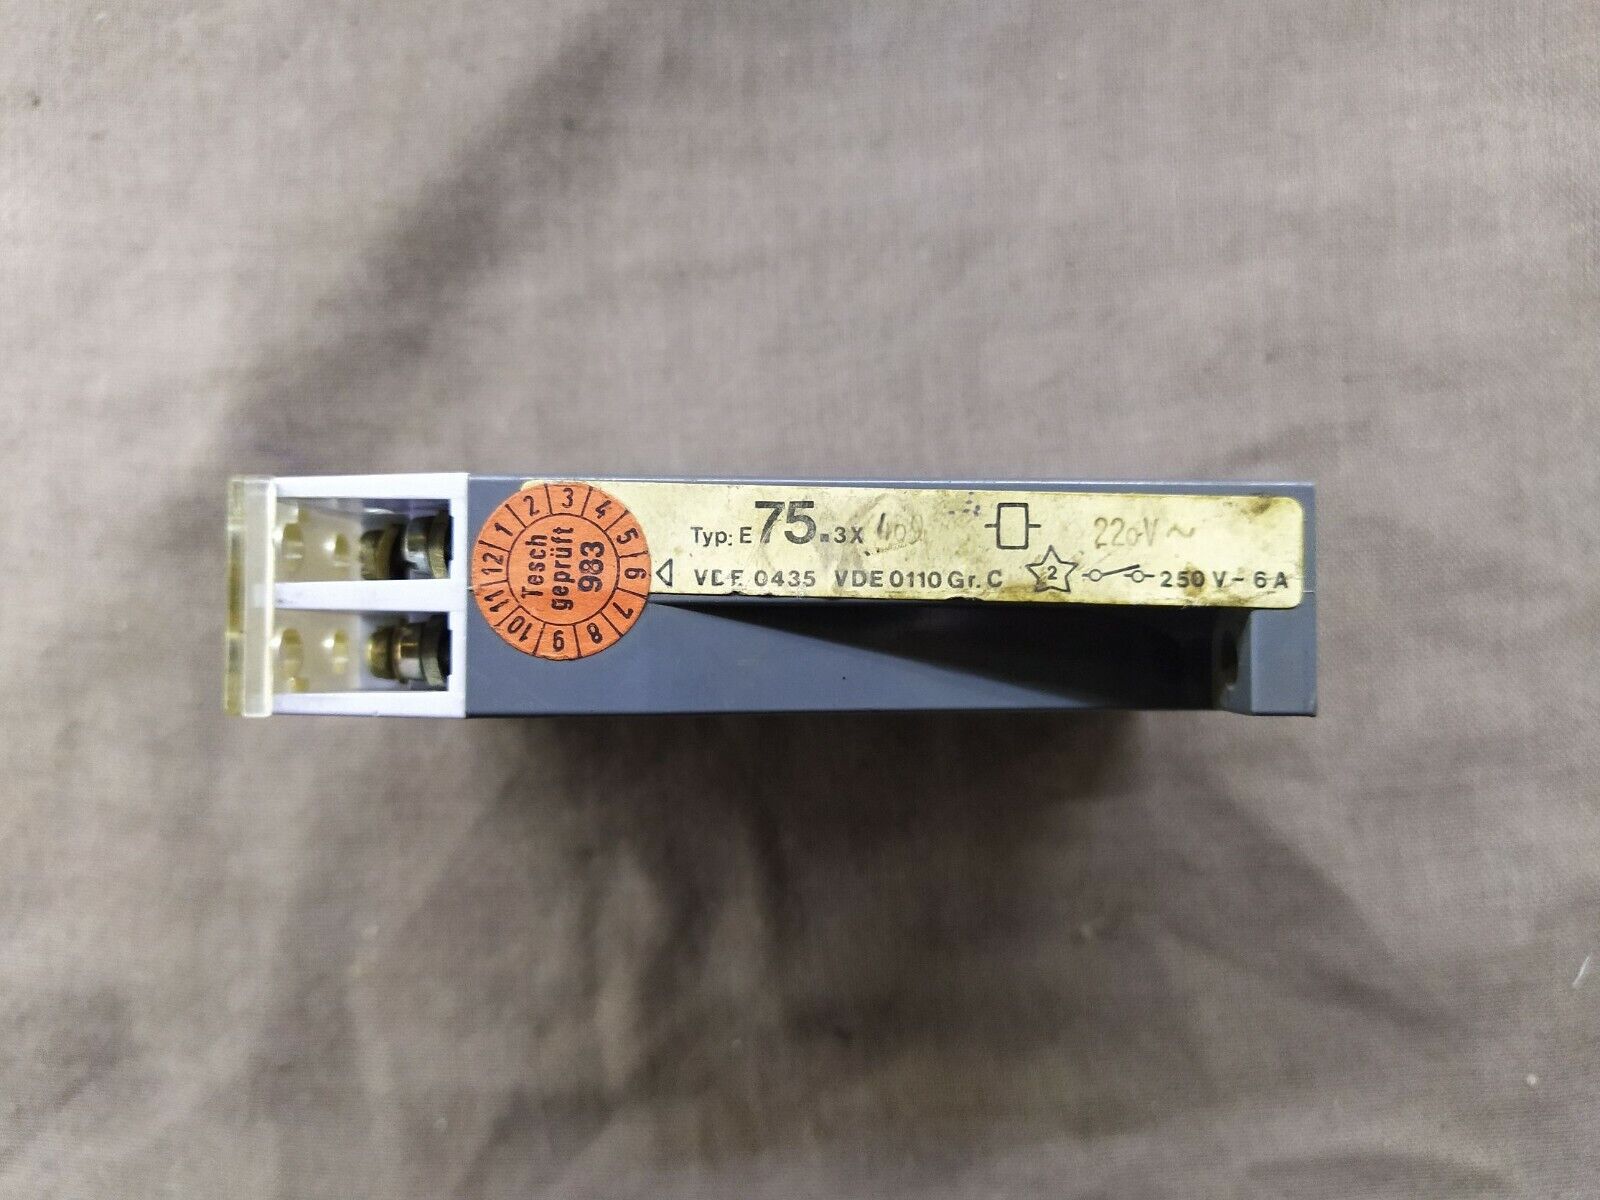 1 2 3 4 5 6 7 8 9 10 11 12
Tesch
geprüft
983
Typ: E 75.3X
220V ~
VDE 0435 VDE 0110 Gr. C 2 250 V~ 6 A